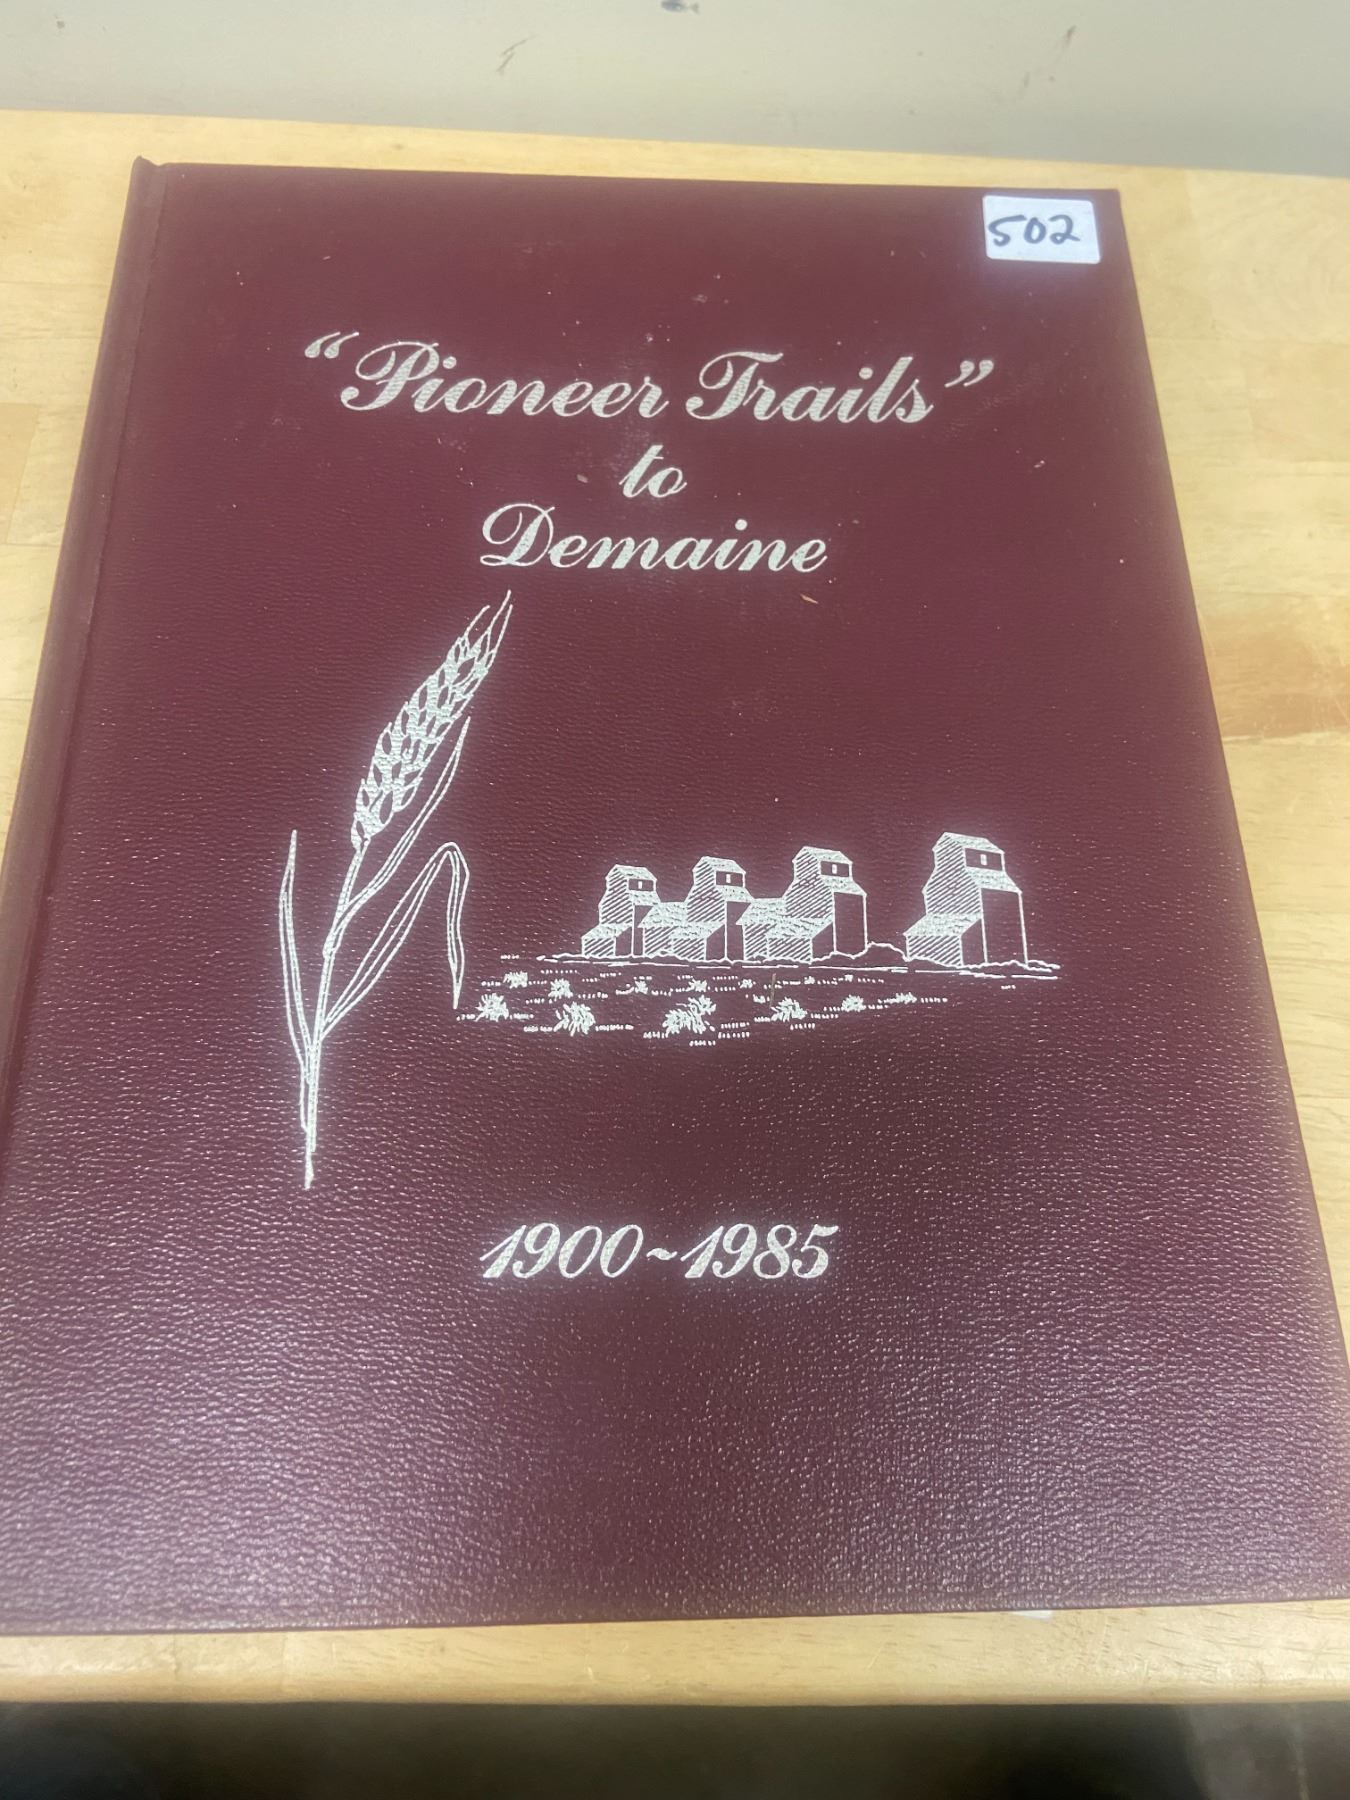 502
“Pioneer Trails”
to
Demaine
1900~1985